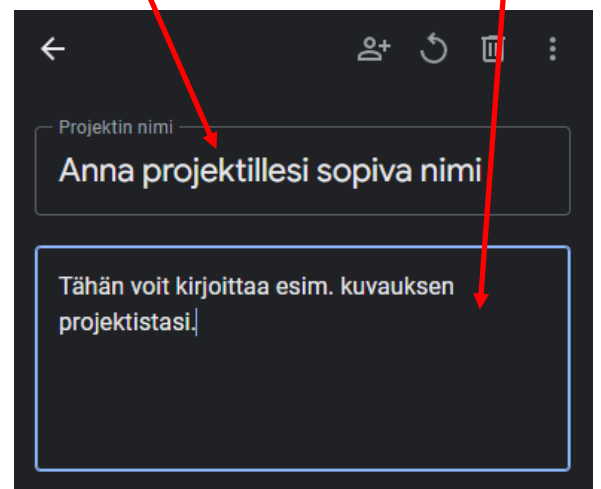 Projektin nimi
Anna projektillesi sopiva nimi
Tähän voit kirjoittaa esim. kuvauksen
projektistasi.